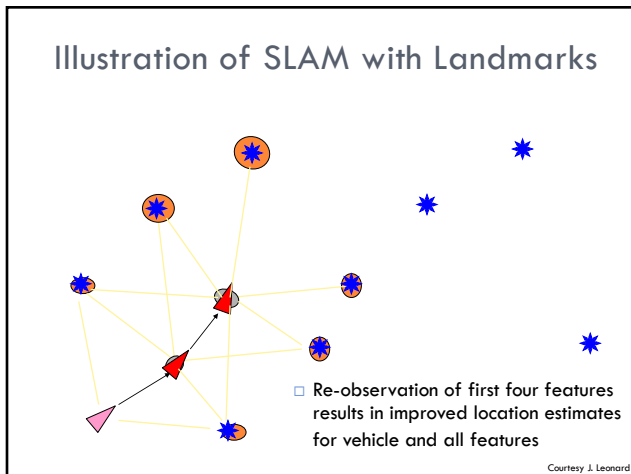 Illustration of SLAM with Landmarks
Re-observation of first four features
results in improved location estimates
for vehicle and all features
Courtesy J. Leonard